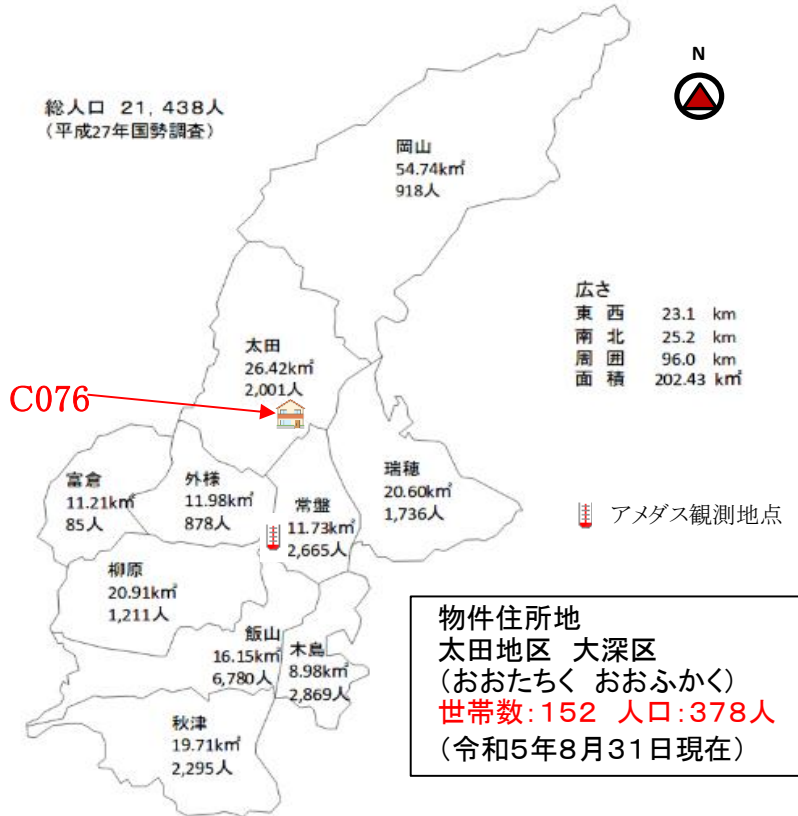 N
総人口 21,438人
(平成27年国勢調査)
岡山
54.74k㎡
918人
広さ
東西 23.1 km
南北 25.2 km
周囲 96.0 km
面積 202.43 k㎡
太田
26.42k㎡
2,001人
C076
富倉
11.21k㎡
85人
外様
11.98k㎡
878人
常盤
11.73k㎡
2,665人
瑞穂
20.60k㎡
1,736人
アメダス観測地点
柳原
20.91k㎡
1,211人
飯山
16.15k㎡
6,780人
木島
8.98k㎡
2,869人
秋津
19.71k㎡
2,295人
物件住所地
太田地区 大深区
(おおたちく おおふかく)
世帯数:152 人口:378人
(令和5年8月31日現在)